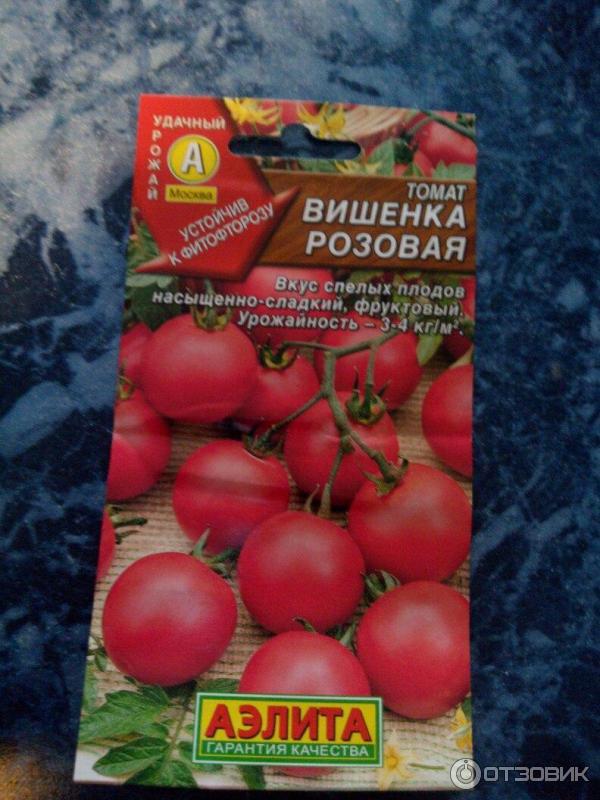 УДАЧНЫЙ
УРОЖАЙ
А
Москва
УСТОЙЧИВ
К ФИТОФТОРОЗУ
ТОМАТ
ВИШЕНКА
РОЗОВАЯ
Вкус спелых плодов
насыщенно-сладкий, фруктовый.
Урожайность – 3-4 кг/м².
АЭЛИТА
ГАРАНТИЯ КАЧЕСТВА
ОТЗОВИК